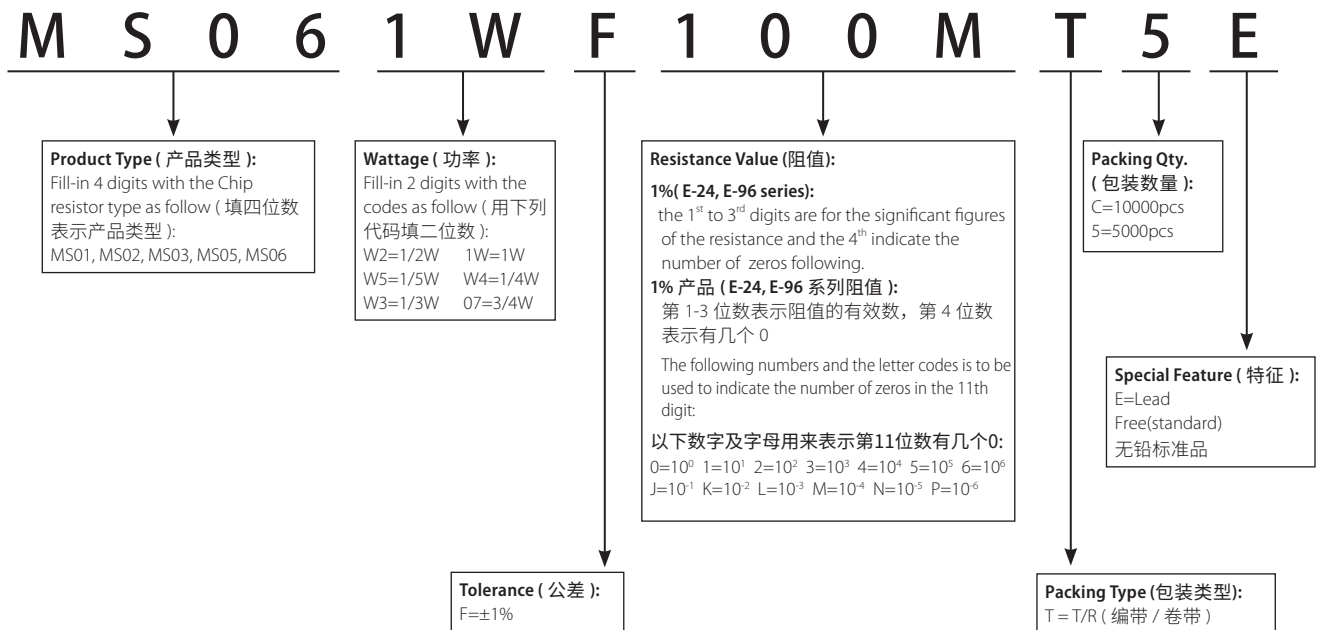 M S 0 6 1 W F 1 0 0 M T 5 E
Product Type ( 产品类型 ):
Fill-in 4 digits with the Chip
resistor type as follow ( 填四位数
表示产品类型 ):
MS01, MS02, MS03, MS05, MS06
Wattage ( 功率 ):
Fill-in 2 digits with the
codes as follow ( 用下列
代码填二位数 ):
W2=1/2W 1W=1W
W5=1/5W W4=1/4W
W3=1/3W 07=3/4W
Resistance Value (阻值):
1%( E-24, E-96 series):
the 1st to 3rd digits are for the significant figures
of the resistance and the 4th indicate the
number of zeros following.
1% 产品 ( E-24, E-96 系列阻值 ):
第 1-3 位数表示阻值的有效数，第 4 位数
表示有几个 0
The following numbers and the letter codes is to be
used to indicate the number of zeros in the 11th
digit:
以下数字及字母用来表示第11位数有几个0:
0=10⁰ 1=10¹ 2=10² 3=10³ 4=10⁴ 5=10⁵ 6=10⁶
J=10⁻¹ K=10⁻² L=10⁻³ M=10⁻⁴ N=10⁻⁵ P=10⁻⁶
Packing Qty.
( 包装数量 ):
C=10000pcs
5=5000pcs
Special Feature ( 特征 ):
E=Lead
Free(standard)
无铅标准品
Tolerance ( 公差 ):
F=±1%
Packing Type (包装类型):
T = T/R ( 编带 / 卷带 )